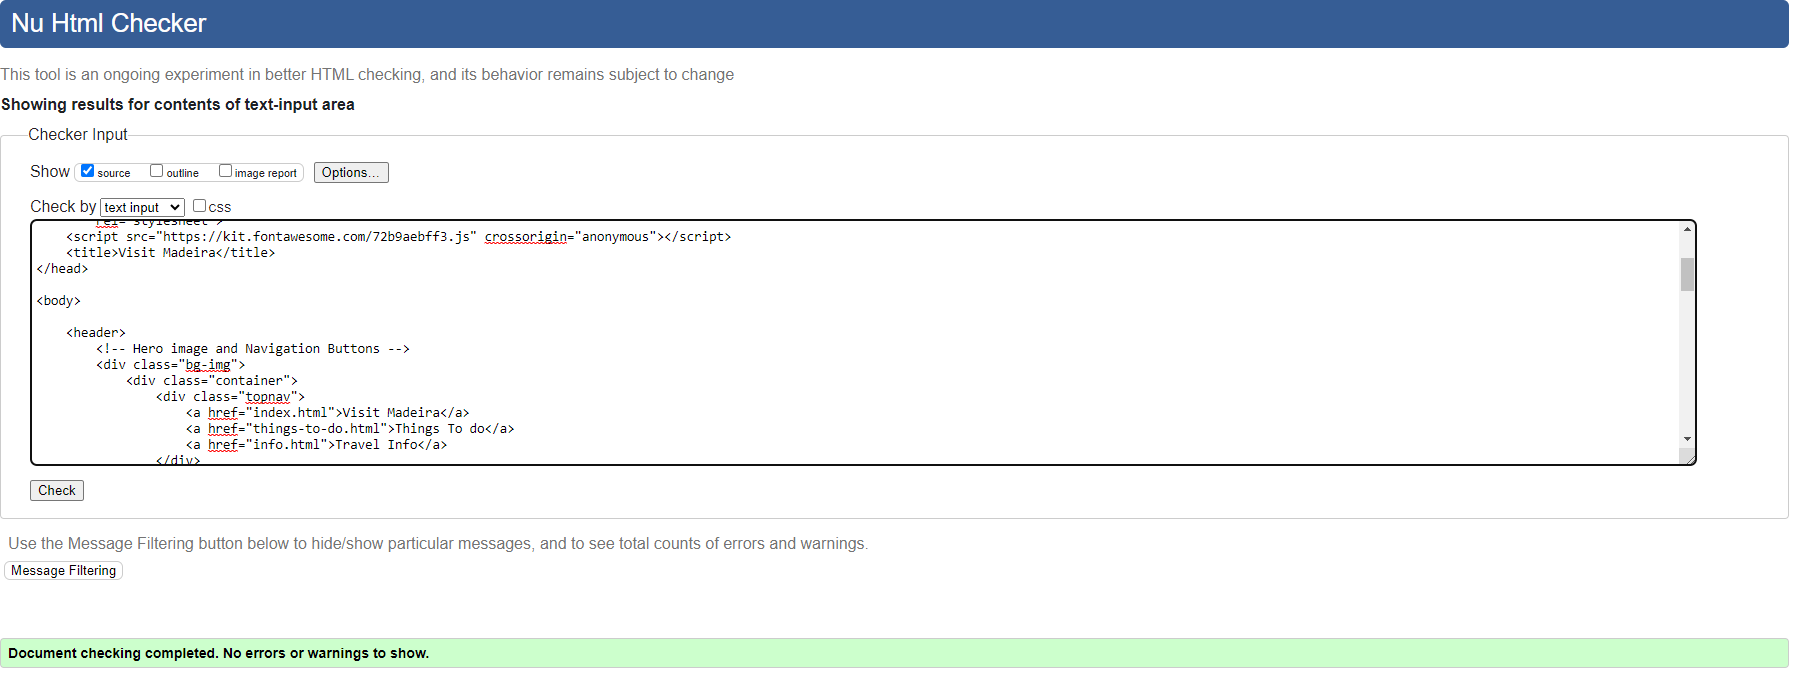 Nu Html Checker
This tool is an ongoing experiment in better HTML checking, and its behavior remains subject to change
Showing results for contents of text-input area
Checker Input
Show source outline image report Options...
Check by text input css
rel="stylesheet">
<script src="https://kit.fontawesome.com/72b9aebff3.js" crossorigin="anonymous"></script>
<title>Visit Madeira</title>
</head>
<body>
<header>
<!-- Hero image and Navigation Buttons -->
<div class="bg-img">
<div class="container">
<div class="topnav">
<a href="index.html">Visit Madeira</a>
<a href="things-to-do.html">Things To do</a>
<a href="info.html">Travel Info</a>
</div>
Check
Use the Message Filtering button below to hide/show particular messages, and to see total counts of errors and warnings.
Message Filtering
Document checking completed. No errors or warnings to show.